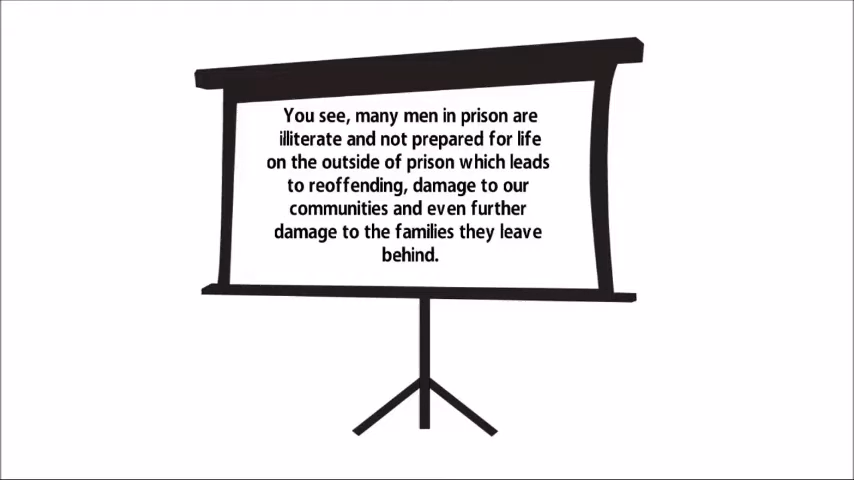 You see, many men in prison are
illiterate and not prepared for life
on the outside of prison which leads
to reoffending, damage to our
communities and even further
damage to the families they leave
behind.